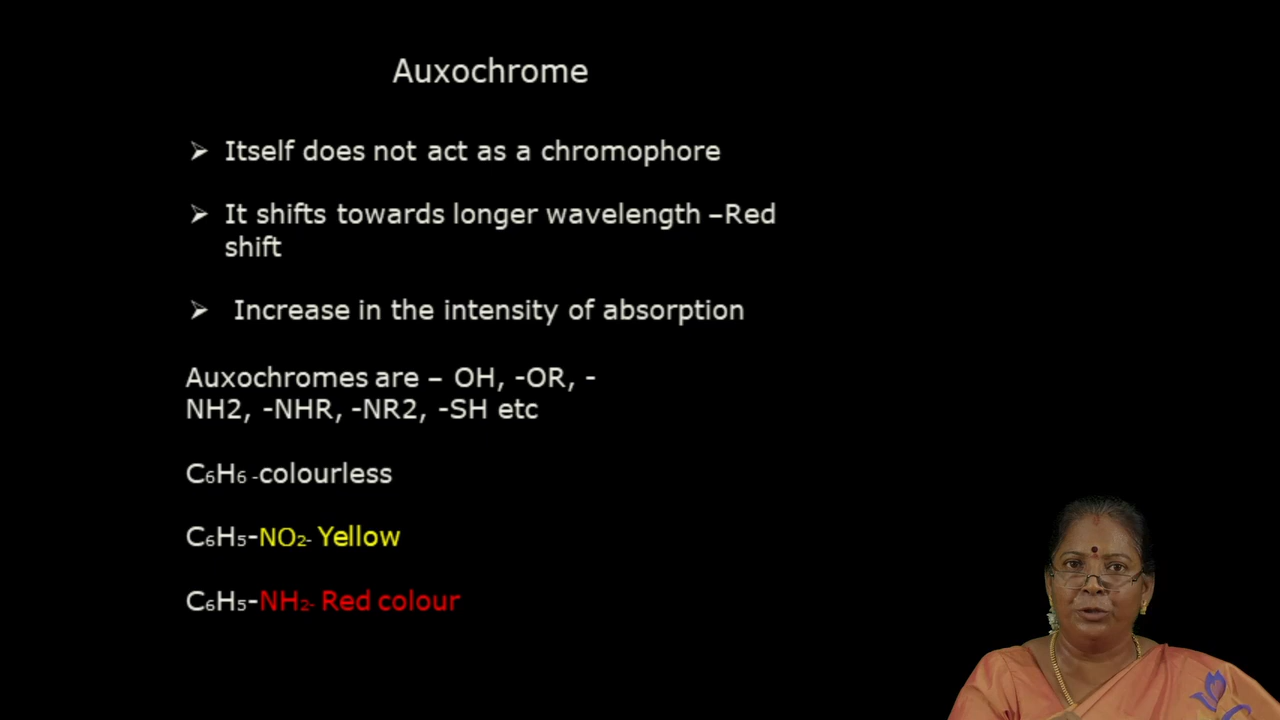 Auxochrome
➢ Itself does not act as a chromophore
➢ It shifts towards longer wavelength –Red
shift
➢ Increase in the intensity of absorption
Auxochromes are – OH, -OR, -
NH2, -NHR, -NR2, -SH etc
C₆H₆ -colourless
C₆H₅-NO₂- Yellow
C₆H₅-NH₂- Red colour